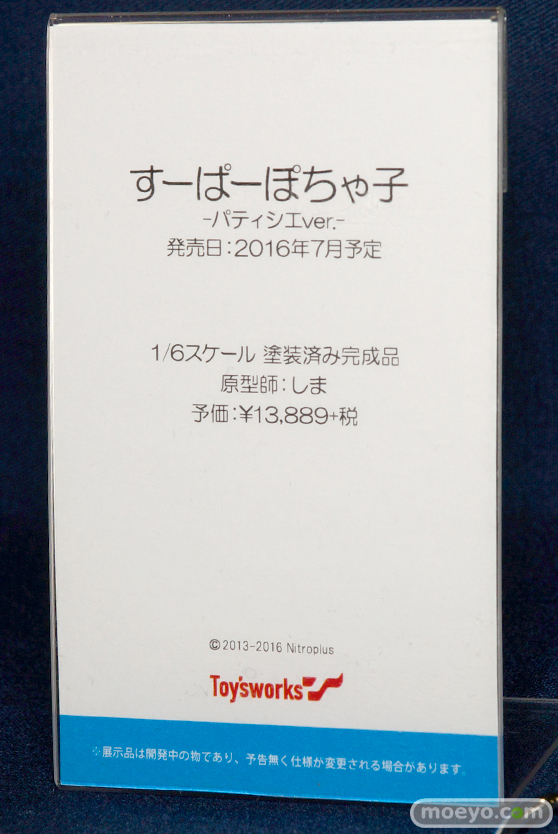 すーぱーぽちゃ子
-パティシエver.-
発売日：2016年7月予定
1/6スケール 塗装済み完成品
原型師：しま
予価：¥13,889+税
©2013-2016 Nitroplus
Toy'sworks
※展示品は開発中の物であり、予告無く仕様が変更される場合があります。
moeyo.com